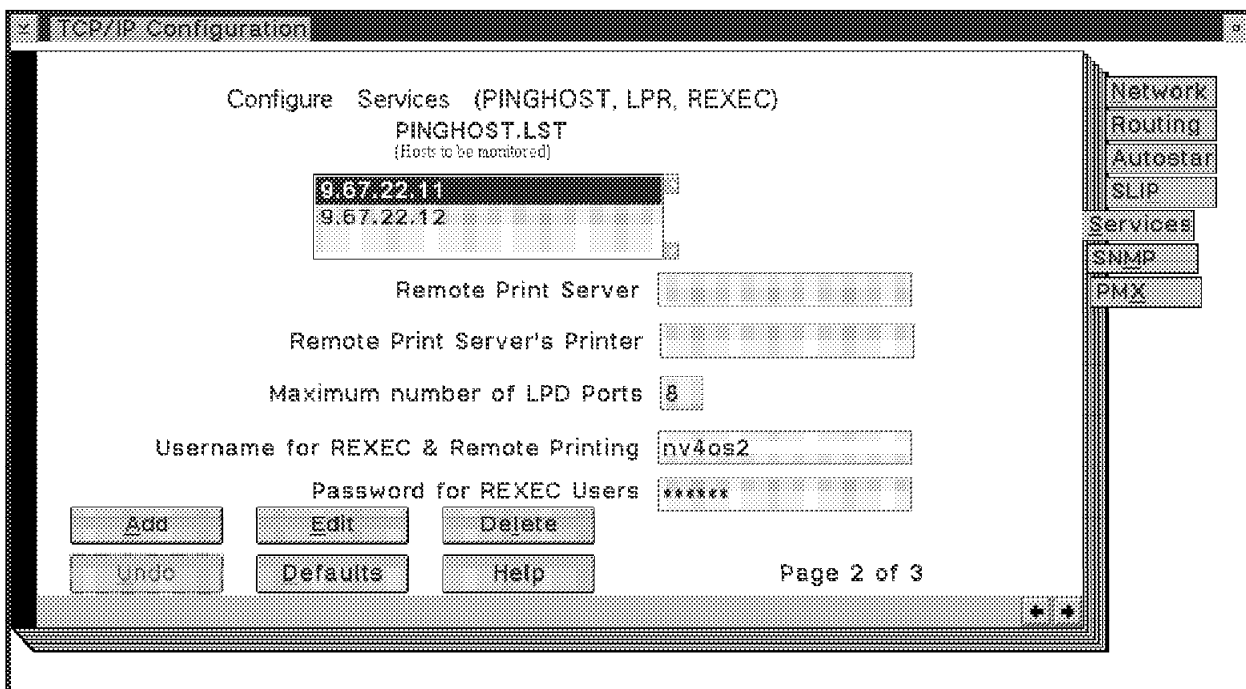 TCP/IP Configuration
Configure Services (PINGHOST, LPR, REXEC)
PINGHOST.LST
(Hosts to be monitored)
9.67.22.11
9.67.22.12
Remote Print Server
Remote Print Server's Printer
Maximum number of LPD Ports 8
Username for REXEC & Remote Printing nv4os2
Password for REXEC Users ******
Add Edit Delete
Undo Defaults Help Page 2 of 3
Network
Routing
Autostar
SLIP
Services
SNMP
PMX